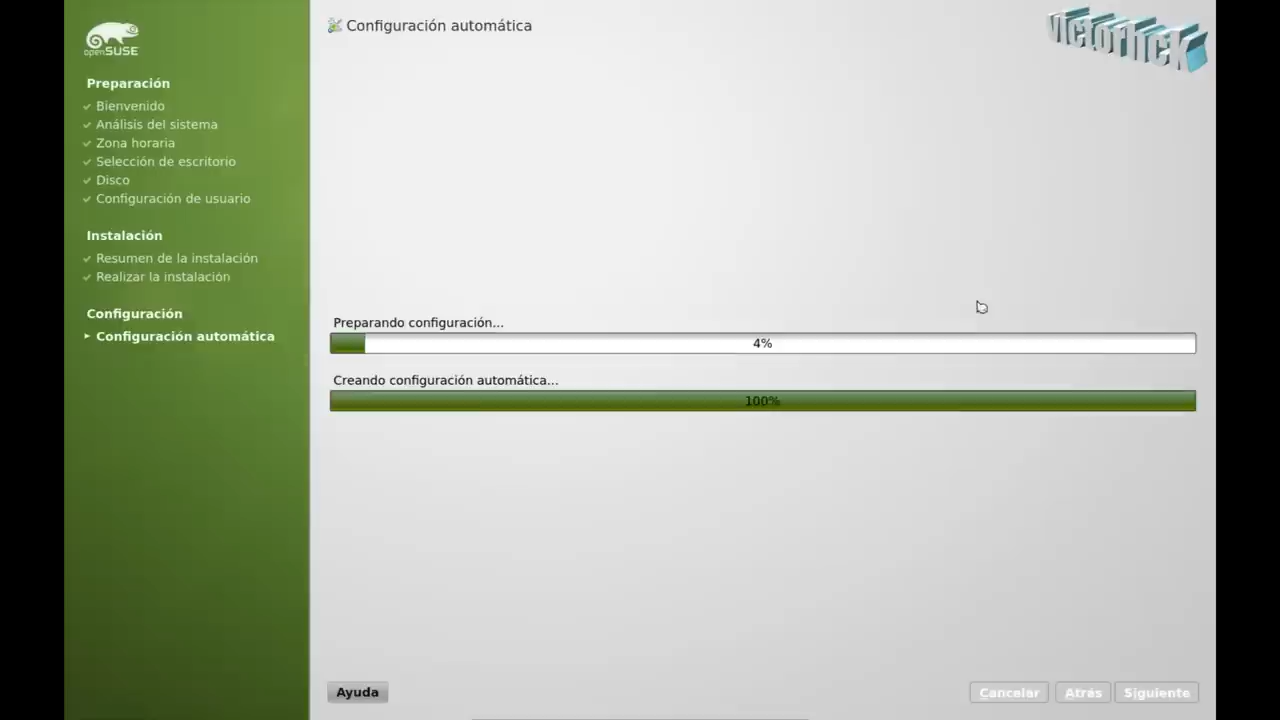 openSUSE
Preparación
Bienvenido
Análisis del sistema
Zona horaria
Selección de escritorio
Disco
Configuración de usuario
Instalación
Resumen de la instalación
Realizar la instalación
Configuración
Configuración automática
Configuración automática
victorhck
Preparando configuración...
4%
Creando configuración automática...
100%
Ayuda
Cancelar
Atrás
Siguiente